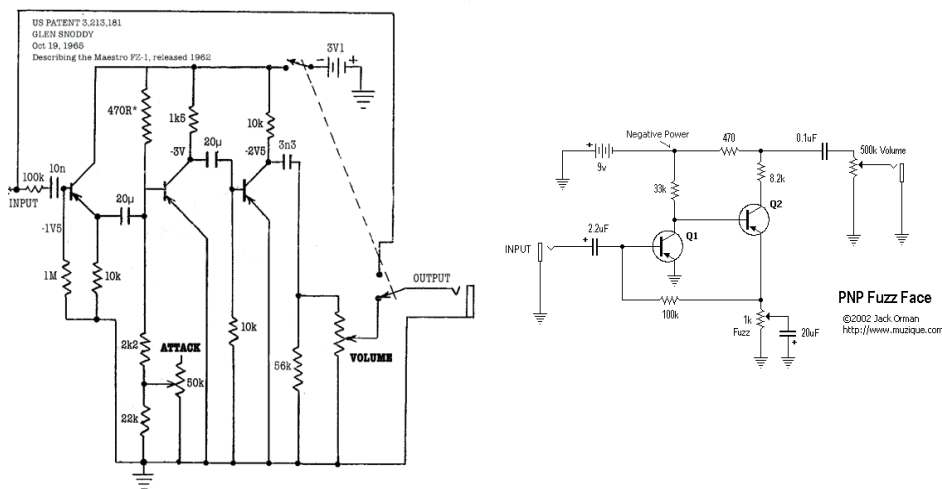 US PATENT 3,213,181
GLEN SNODDY
Oct 19, 1965
Describing the Maestro FZ-1, released 1962
3V1
- +
470R*
1k5
10k
-3V
20µ
-2V5
3n3
100k
10n
INPUT
20µ
-1V5
1M
10k
OUTPUT
10k
2k2
ATTACK
50k
VOLUME
56k
22k
Negative Power
470
0.1uF
500k Volume
+
9v
33k
8.2k
Q2
2.2uF
+
Q1
INPUT
100k
PNP Fuzz Face
1k
Fuzz
20uF
+
©2002 Jack Orman
http://www.muzique.com